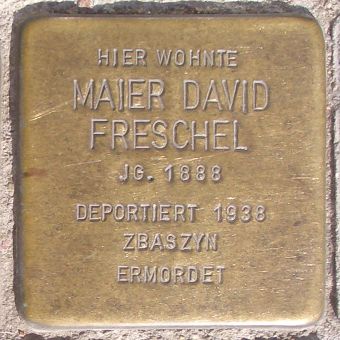 HIER WOHNTE
MAIER DAVID
FRESCHEL
JG. 1888
DEPORTIERT 1938
ZBASZYN
ERMORDET